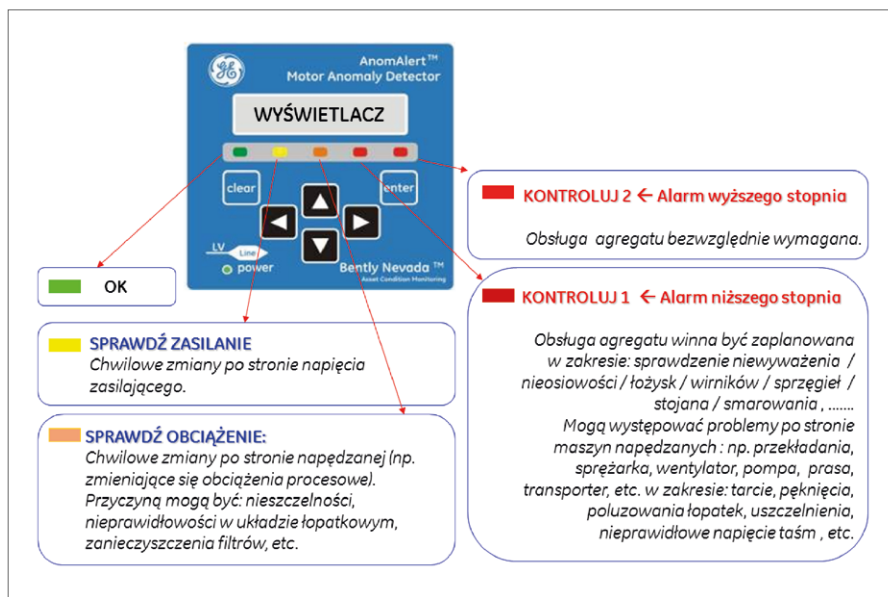 GE
AnomAlert™
Motor Anomaly Detector
WYŚWIETLACZ
clear
enter
LV
Line
power
Bently Nevada ™
Asset Condition Monitoring
OK
SPRAWDŹ ZASILANIE
Chwilowe zmiany po stronie napięcia
zasilającego.
SPRAWDŹ OBCIĄŻENIE:
Chwilowe zmiany po stronie napędzanej (np.
zmieniające się obciążenia procesowe).
Przyczyną mogą być: nieszczelności,
nieprawidłowości w układzie łopatkowym,
zanieczyszczenia filtrów, etc.
KONTROLUJ 2 ← Alarm wyższego stopnia
Obsługa agregatu bezwzględnie wymagana.
KONTROLUJ 1 ← Alarm niższego stopnia
Obsługa agregatu winna być zaplanowana
w zakresie: sprawdzenie niewyważenia /
nieosiowości / łożysk / wirników / sprzęgieł /
stojana / smarowania , .......
Mogą występować problemy po stronie
maszyn napędzanych : np. przekładania,
sprężarka, wentylator, pompa, prasa,
transporter, etc. w zakresie: tarcie, pęknięcia,
poluzowania łopatek, uszczelnienia,
nieprawidłowe napięcie taśm , etc.